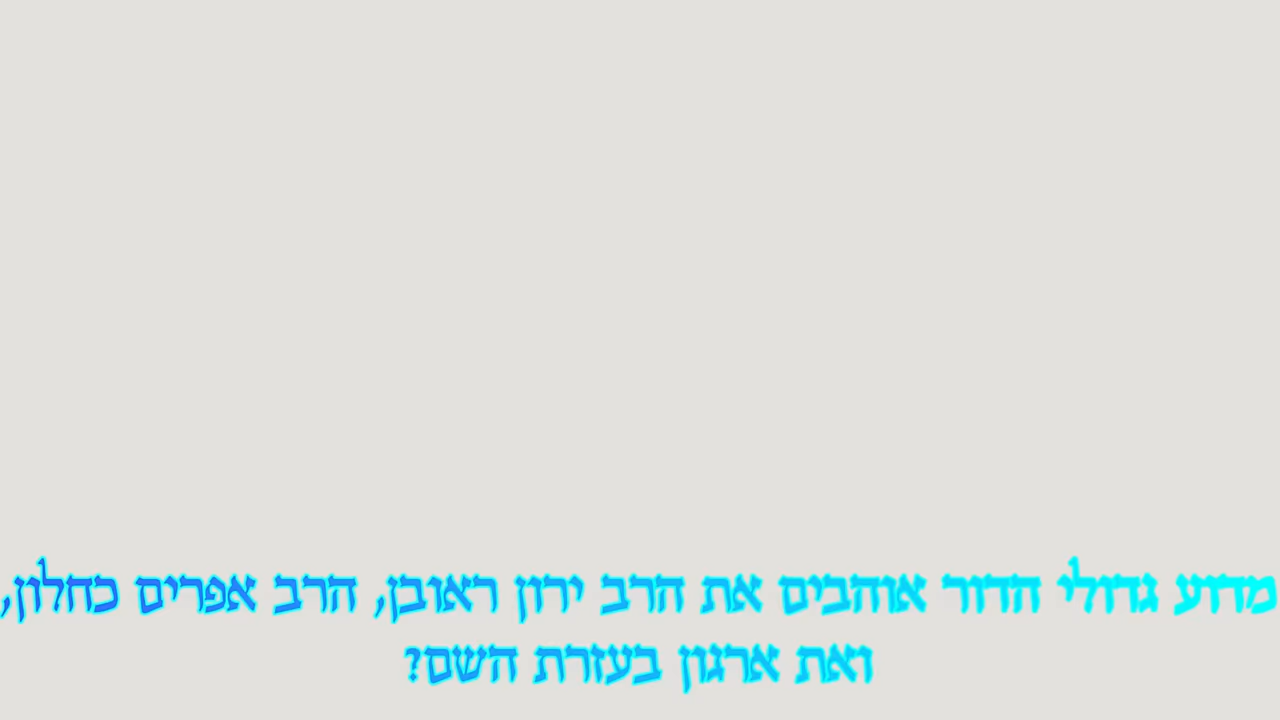 מדוע גדולי הדור אוהבים את הרב ירון ראובן, הרב אפרים כחלון,
ואת ארגון בעזרת השם?